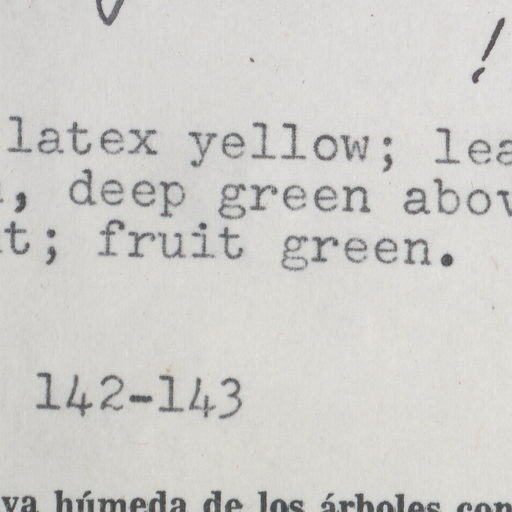 latex yellow; lea
, deep green abov
t; fruit green.
142-143
va húmeda de los árboles con